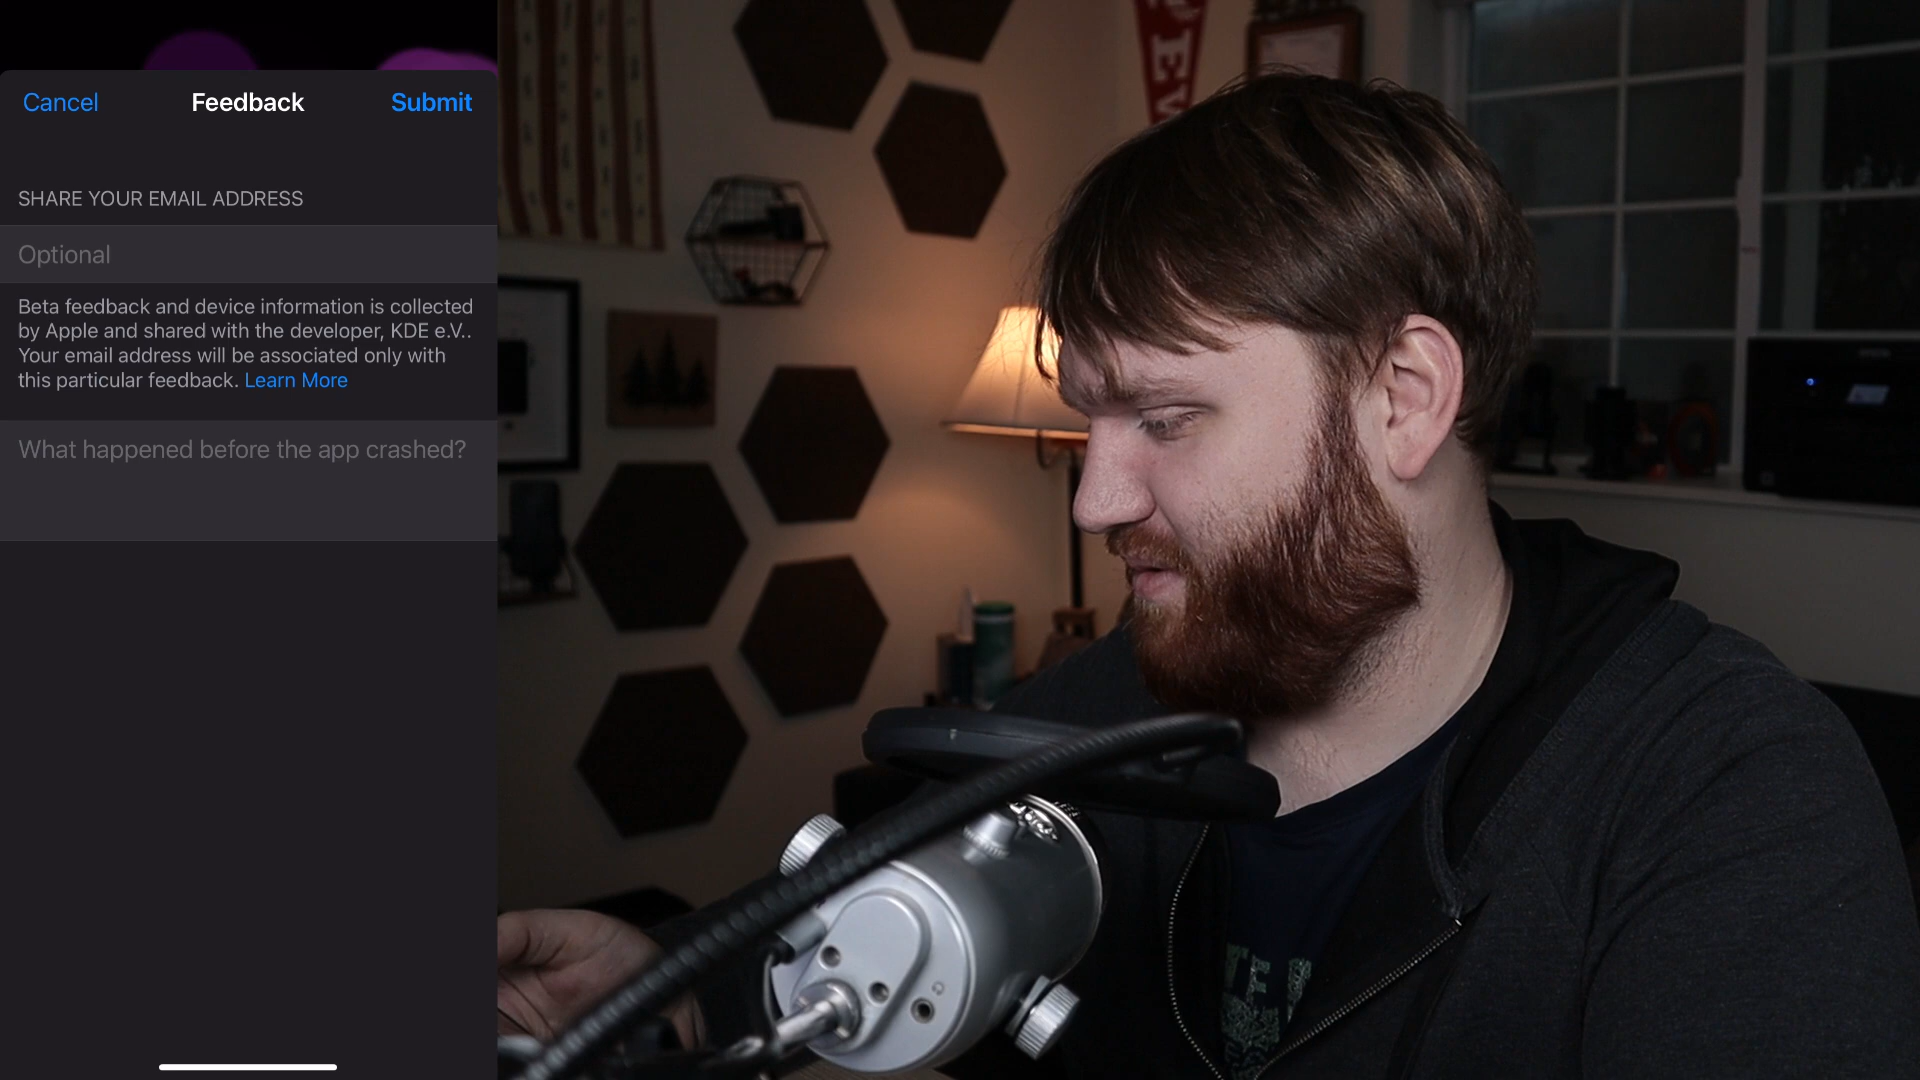 Cancel
Feedback
Submit
SHARE YOUR EMAIL ADDRESS
Optional
Beta feedback and device information is collected
by Apple and shared with the developer, KDE e.V..
Your email address will be associated only with
this particular feedback. Learn More
What happened before the app crashed?
EV